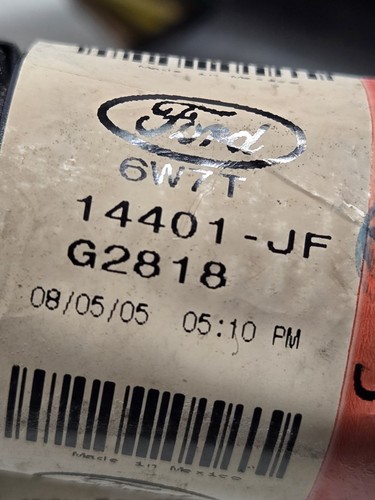 Ford
6W7T
14401-JF
G2818
08/05/05 05:10 PM
Made in Mexico